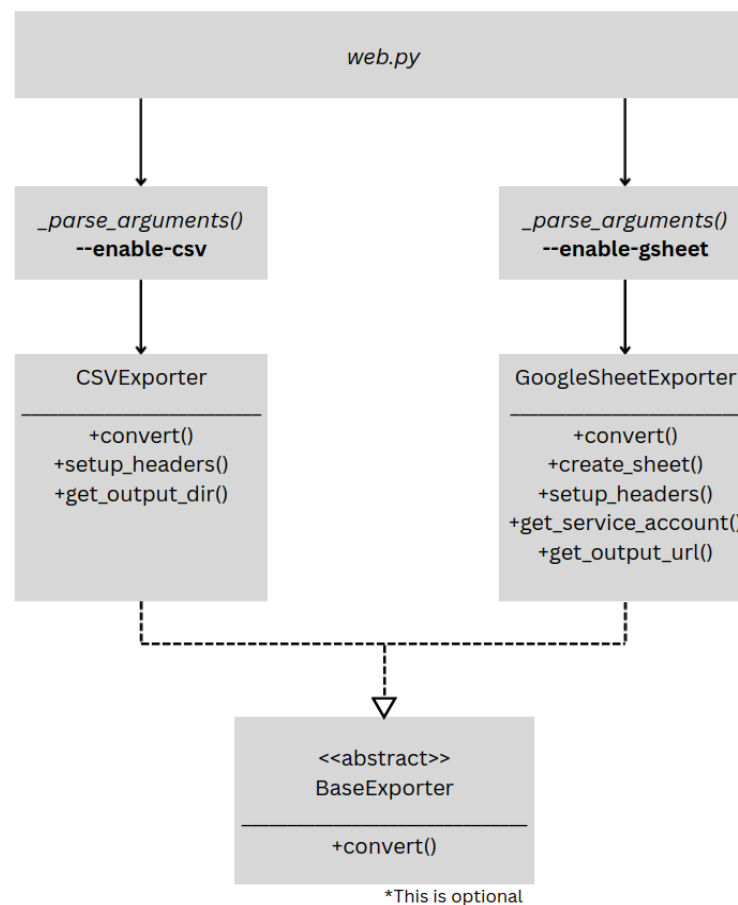 web.py
_parse_arguments()
--enable-csv
_parse_arguments()
--enable-gsheet
CSVExporter
+convert()
+setup_headers()
+get_output_dir()
GoogleSheetExporter
+convert()
+create_sheet()
+setup_headers()
+get_service_account()
+get_output_url()
<<abstract>>
BaseExporter
+convert()
*This is optional